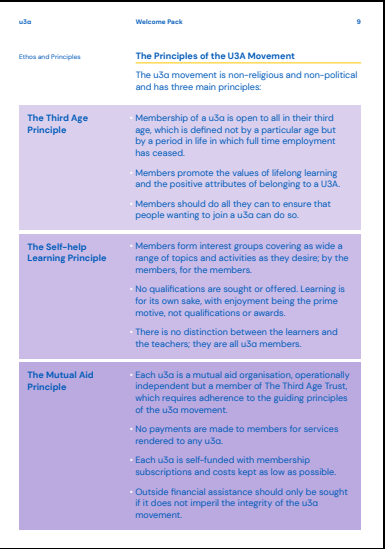 u3a
Welcome Pack
9
Ethos and Principles
The Principles of the U3A Movement
The u3a movement is non-religious and non-political
and has three main principles:
The Third Age
Principle
· Membership of a u3a is open to all in their third
age, which is defined not by a particular age but
by a period in life in which full time employment
has ceased.
· Members promote the values of lifelong learning
and the positive attributes of belonging to a U3A.
· Members should do all they can to ensure that
people wanting to join a u3a can do so.
The Self-help
Learning Principle
· Members form interest groups covering as wide a
range of topics and activities as they desire; by the
members, for the members.
· No qualifications are sought or offered. Learning is
for its own sake, with enjoyment being the prime
motive, not qualifications or awards.
· There is no distinction between the learners and
the teachers; they are all u3a members.
The Mutual Aid
Principle
· Each u3a is a mutual aid organisation, operationally
independent but a member of The Third Age Trust,
which requires adherence to the guiding principles
of the u3a movement.
· No payments are made to members for services
rendered to any u3a.
· Each u3a is self-funded with membership
subscriptions and costs kept as low as possible.
· Outside financial assistance should only be sought
if it does not imperil the integrity of the u3a
movement.